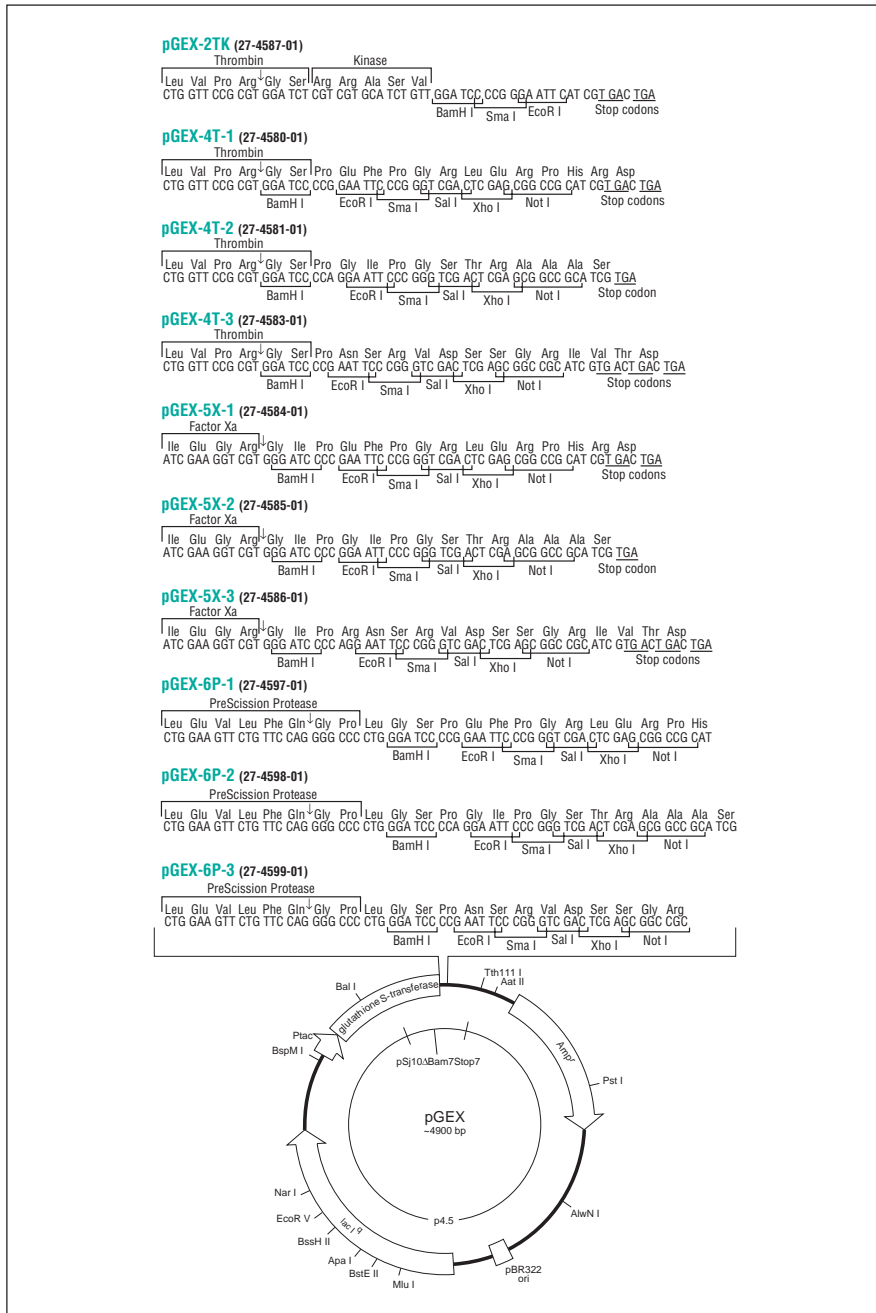 pGEX-2TK (27-4587-01)
Thrombin Kinase
Leu Val Pro Arg↓Gly Ser Arg Arg Ala Ser Val
CTG GTT CCG CGT GGA TCT CGT CGT GCA TCT GTT GGA TCC CCG GGA ATT CAT CGT GAC TGA
BamH I Sma I EcoR I Stop codons
pGEX-4T-1 (27-4580-01)
Thrombin
Leu Val Pro Arg↓Gly Ser Pro Glu Phe Pro Gly Arg Leu Glu Arg Pro His Arg Asp
CTG GTT CCG CGT GGA TCC CCG GAA TTC CCG GGT CGA CTC GAG CGG CCG CAT CGT GAC TGA
BamH I EcoR I Sma I Sal I Xho I Not I Stop codons
pGEX-4T-2 (27-4581-01)
Thrombin
Leu Val Pro Arg↓Gly Ser Pro Gly Ile Pro Gly Ser Thr Arg Ala Ala Ala Ser
CTG GTT CCG CGT GGA TCC CCA GGA ATT CCC GGG TCG ACT CGA GCG GCC GCA TCG TGA
BamH I EcoR I Sma I Sal I Xho I Not I Stop codon
pGEX-4T-3 (27-4583-01)
Thrombin
Leu Val Pro Arg↓Gly Ser Pro Asn Ser Arg Val Asp Ser Ser Gly Arg Ile Val Thr Asp
CTG GTT CCG CGT GGA TCC CCG AAT TCC CGG GTC GAC TCG AGC GGC CGC ATC GTG ACT GAC TGA
BamH I EcoR I Sma I Sal I Xho I Not I Stop codons
pGEX-5X-1 (27-4584-01)
Factor Xa
Ile Glu Gly Arg↓Gly Ile Pro Glu Phe Pro Gly Arg Leu Glu Arg Pro His Arg Asp
ATC GAA GGT CGT GGG ATC CCC GAA TTC CCG GGT CGA CTC GAG CGG CCG CAT CGT GAC TGA
BamH I EcoR I Sma I Sal I Xho I Not I Stop codons
pGEX-5X-2 (27-4585-01)
Factor Xa
Ile Glu Gly Arg↓Gly Ile Pro Gly Ile Pro Gly Ser Thr Arg Ala Ala Ala Ser
ATC GAA GGT CGT GGG ATC CCC GGA ATT CCC GGG TCG ACT CGA GCG GCC GCA TCG TGA
BamH I EcoR I Sma I Sal I Xho I Not I Stop codon
pGEX-5X-3 (27-4586-01)
Factor Xa
Ile Glu Gly Arg↓Gly Ile Pro Arg Asn Ser Arg Val Asp Ser Ser Gly Arg Ile Val Thr Asp
ATC GAA GGT CGT GGG ATC CCC AGG AAT TCC CGG GTC GAC TCG AGC GGC CGC ATC GTG ACT GAC TGA
BamH I EcoR I Sma I Sal I Xho I Not I Stop codons
pGEX-6P-1 (27-4597-01)
PreScission Protease
Leu Glu Val Leu Phe Gln↓Gly Pro Leu Gly Ser Pro Glu Phe Pro Gly Arg Leu Glu Arg Pro His
CTG GAA GTT CTG TTC CAG GGG CCC CTG GGA TCC CCG GAA TTC CCG GGT CGA CTC GAG CGG CCG CAT
BamH I EcoR I Sma I Sal I Xho I Not I
pGEX-6P-2 (27-4598-01)
PreScission Protease
Leu Glu Val Leu Phe Gln↓Gly Pro Leu Gly Ser Pro Gly Ile Pro Gly Ser Thr Arg Ala Ala Ala Ser
CTG GAA GTT CTG TTC CAG GGG CCC CTG GGA TCC CCA GGA ATT CCC GGG TCG ACT CGA GCG GCC GCA TCG
BamH I EcoR I Sma I Sal I Xho I Not I
pGEX-6P-3 (27-4599-01)
PreScission Protease
Leu Glu Val Leu Phe Gln↓Gly Pro Leu Gly Ser Pro Asn Ser Arg Val Asp Ser Ser Gly Arg
CTG GAA GTT CTG TTC CAG GGG CCC CTG GGA TCC CCG AAT TCC CGG GTC GAC TCG AGC GGC CGC
BamH I EcoR I Sma I Sal I Xho I Not I
Tth111 I
Aat II
Bal I
glutathione S-transferase
Ptac
BspM I
pSj10ΔBam7Stop7
Ampr
Pst I
pGEX
~4900 bp
Nar I
EcoR V
BssH II
Apa I
BstE II
Mlu I
lac I q
p4.5
AlwN I
pBR322
ori